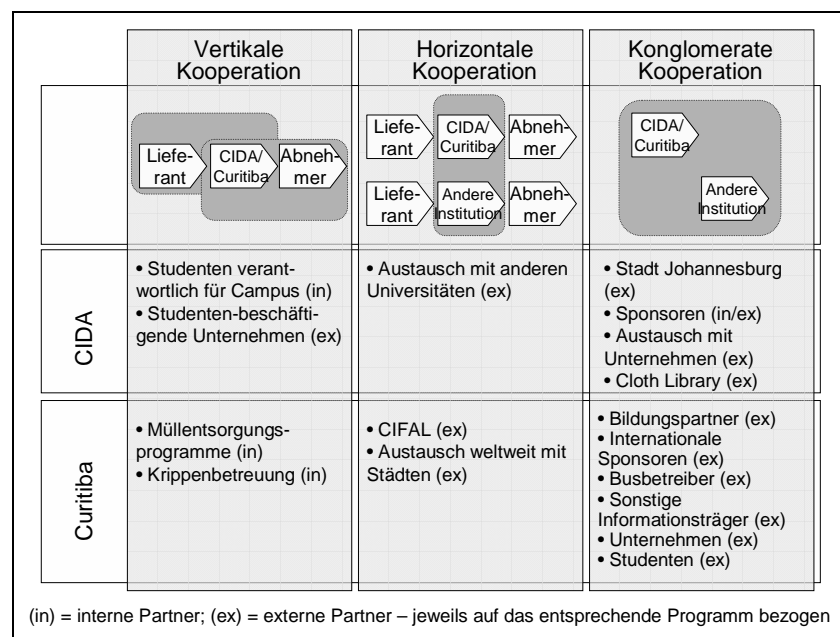 Vertikale
Kooperation
Horizontale
Kooperation
Konglomerate
Kooperation
Liefe-
rant
CIDA/
Curitiba
Abneh-
mer
Liefe-
rant
CIDA/
Curitiba
Abneh-
mer
Liefe-
rant
Andere
Institution
Abneh-
mer
CIDA/
Curitiba
Andere
Institution
CIDA
• Studenten verant-
wortlich für Campus (in)
• Studenten-beschäfti-
gende Unternehmen (ex)
• Austausch mit anderen
Universitäten (ex)
• Stadt Johannesburg
(ex)
• Sponsoren (in/ex)
• Austausch mit
Unternehmen (ex)
• Cloth Library (ex)
Curitiba
• Müllentsorgungs-
programme (in)
• Krippenbetreuung (in)
• CIFAL (ex)
• Austausch weltweit mit
Städten (ex)
• Bildungspartner (ex)
• Internationale
Sponsoren (ex)
• Busbetreiber (ex)
• Sonstige
Informationsträger (ex)
• Unternehmen (ex)
• Studenten (ex)
(in) = interne Partner; (ex) = externe Partner – jeweils auf das entsprechende Programm bezogen